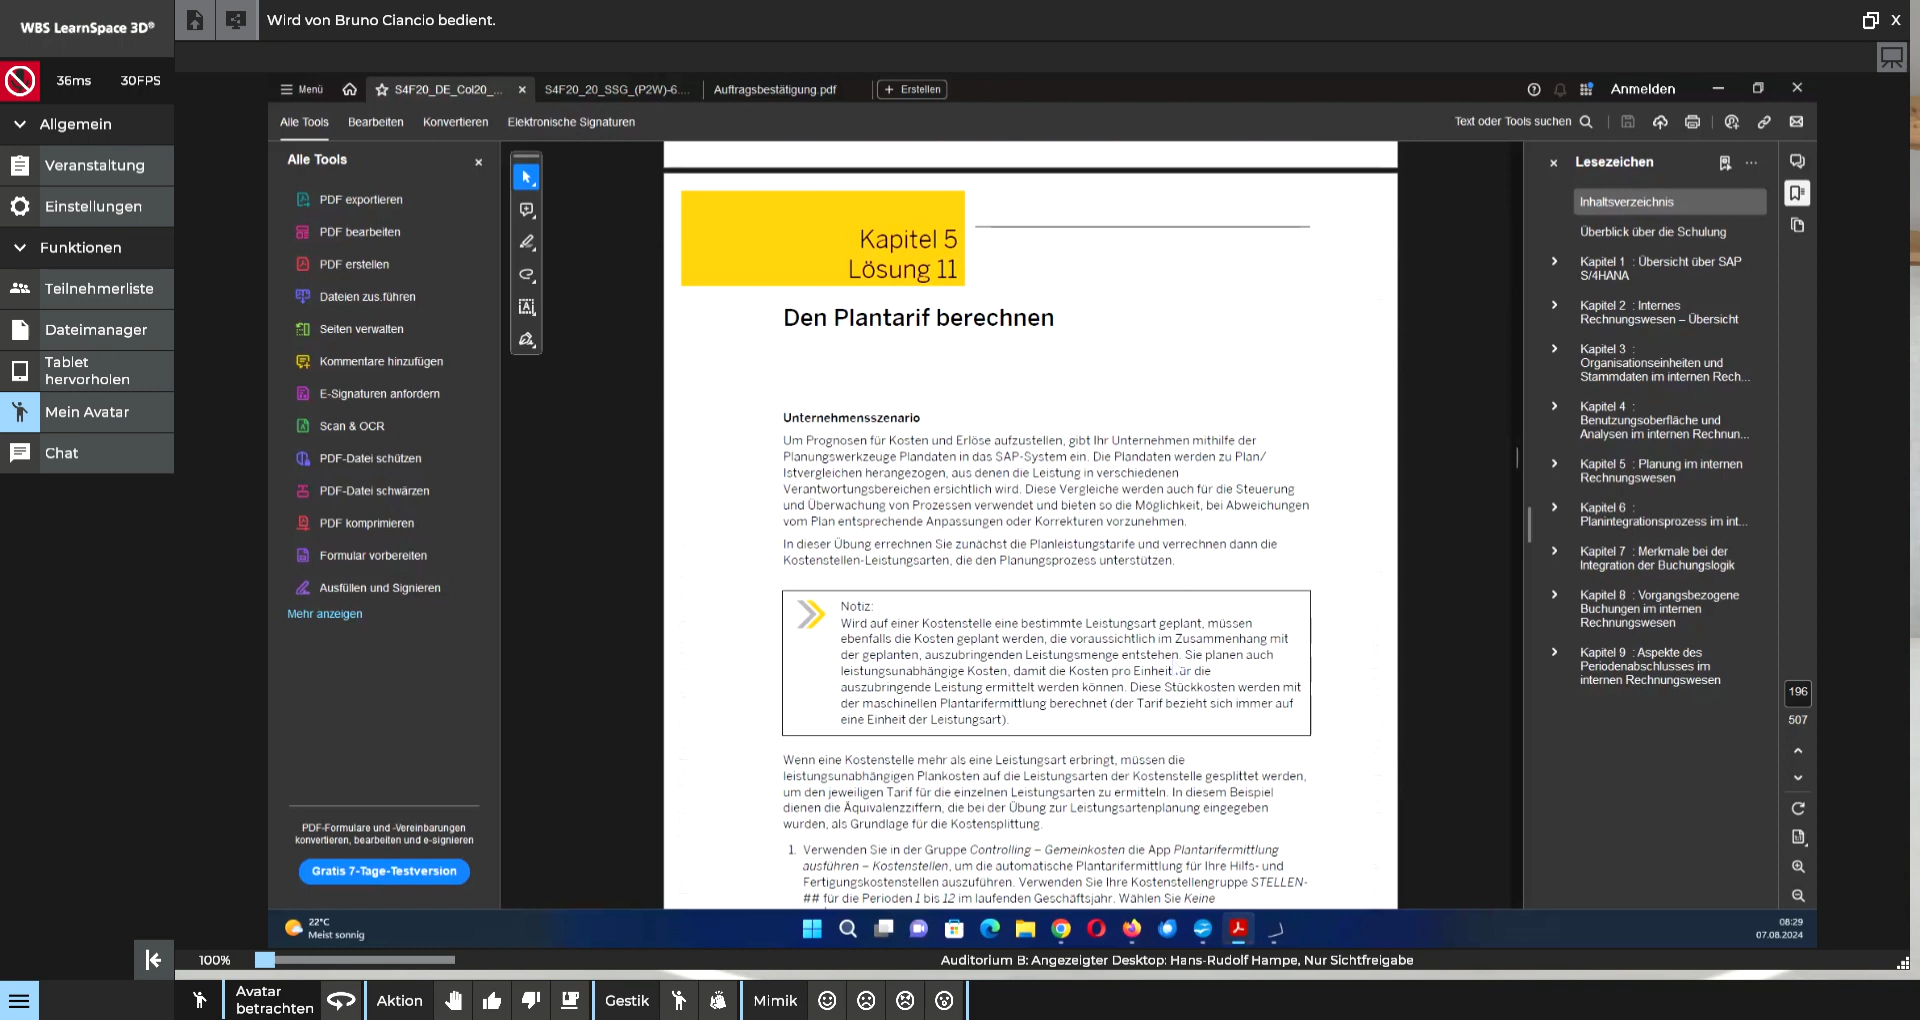 WBS LearnSpace 3D®
Wird von Bruno Ciancio bedient.
X
36ms 30FPS
Allgemein
Veranstaltung
Einstellungen
Funktionen
Teilnehmerliste
Dateimanager
Tablet
hervorholen
Mein Avatar
Chat
Menü
S4F20_DE_Col20_...
S4F20_20_SSG_(P2W)-6....
Auftragsbestätigung.pdf
Erstellen
Anmelden
Alle Tools
Bearbeiten
Konvertieren
Elektronische Signaturen
Text oder Tools suchen
Alle Tools
PDF exportieren
PDF bearbeiten
PDF erstellen
Dateien zus.führen
Seiten verwalten
Kommentare hinzufügen
E-Signaturen anfordern
Scan & OCR
PDF-Datei schützen
PDF-Datei schwärzen
PDF komprimieren
Formular vorbereiten
Ausfüllen und Signieren
Mehr anzeigen
PDF-Formulare und -Vereinbarungen
konvertieren, bearbeiten und e-signieren
Gratis 7-Tage-Testversion
Kapitel 5
Lösung 11
Den Plantarif berechnen
Unternehmensszenario
Um Prognosen für Kosten und Erlöse aufzustellen, gibt Ihr Unternehmen mithilfe der
Planungswerkzeuge Plandaten in das SAP-System ein. Die Plandaten werden zu Plan/
Istvergleichen herangezogen, aus denen die Leistung in verschiedenen
Verantwortungsbereichen ersichtlich wird. Diese Vergleiche werden auch für die Steuerung
und Überwachung von Prozessen verwendet und bieten so die Möglichkeit, bei Abweichungen
vom Plan entsprechende Anpassungen oder Korrekturen vorzunehmen.
In dieser Übung errechnen Sie zunächst die Planleistungstarife und verrechnen dann die
Kostenstellen-Leistungsarten, die den Planungsprozess unterstützen.
Notiz:
Wird auf einer Kostenstelle eine bestimmte Leistungsart geplant, müssen
ebenfalls die Kosten geplant werden, die voraussichtlich im Zusammenhang mit
der geplanten, auszubringenden Leistungsmenge entstehen. Sie planen auch
leistungsunabhängige Kosten, damit die Kosten pro Einheit für die
auszubringende Leistung ermittelt werden können. Diese Stückkosten werden mit
der maschinellen Plantarifermittlung berechnet (der Tarif bezieht sich immer auf
eine Einheit der Leistungsart).
Wenn eine Kostenstelle mehr als eine Leistungsart erbringt, müssen die
leistungsunabhängigen Plankosten auf die Leistungsarten der Kostenstelle gesplittet werden,
um den jeweiligen Tarif für die einzelnen Leistungsarten zu ermitteln. In diesem Beispiel
dienen die Äquivalenzziffern, die bei der Übung zur Leistungsartenplanung eingegeben
wurden, als Grundlage für die Kostensplittung.
1. Verwenden Sie in der Gruppe Controlling – Gemeinkosten die App Plantarifermittlung
ausführen – Kostenstellen, um die automatische Plantarifermittlung für Ihre Hilfs- und
Fertigungskostenstellen auszuführen. Verwenden Sie Ihre Kostenstellengruppe STELLEN-
## für die Perioden 1 bis 12 im laufenden Geschäftsjahr. Wählen Sie Keine
Lesezeichen
Inhaltsverzeichnis
Überblick über die Schulung
Kapitel 1 : Übersicht über SAP
S/4HANA
Kapitel 2 : Internes
Rechnungswesen – Übersicht
Kapitel 3 :
Organisationseinheiten und
Stammdaten im internen Rech...
Kapitel 4 :
Benutzungsoberfläche und
Analysen im internen Rechnun...
Kapitel 5 : Planung im internen
Rechnungswesen
Kapitel 6 :
Planintegrationsprozess im int...
Kapitel 7 : Merkmale bei der
Integration der Buchungslogik
Kapitel 8 : Vorgangsbezogene
Buchungen im internen
Rechnungswesen
Kapitel 9 : Aspekte des
Periodenabschlusses im
internen Rechnungswesen
196
507
22°C
Meist sonnig
08:29
07.08.2024
100%
Auditorium B: Angezeigter Desktop: Hans-Rudolf Hampe, Nur Sichtfreigabe
Avatar
betrachten
Aktion
Gestik
Mimik